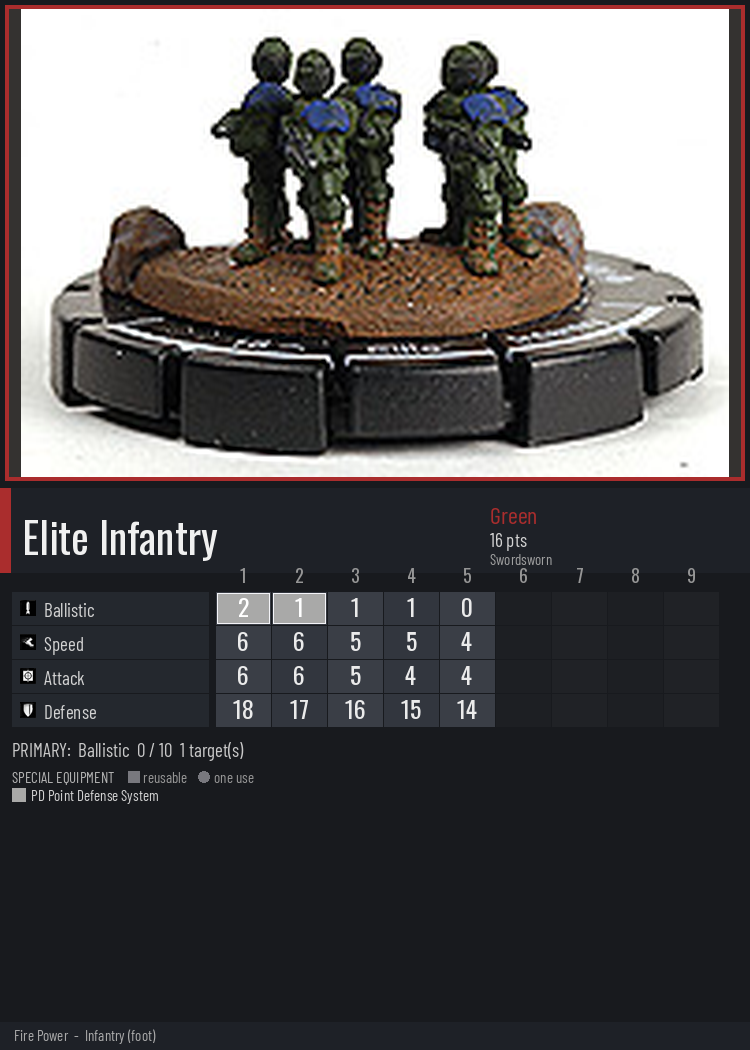 Elite Infantry
Green
16 pts
Swordsworn
1 2 3 4 5 6 7 8 9
Ballistic 2 1 1 1 0
Speed 6 6 5 5 4
Attack 6 6 5 4 4
Defense 18 17 16 15 14
PRIMARY: Ballistic 0 / 10 1 target(s)
SPECIAL EQUIPMENT reusable one use
PD Point Defense System
Fire Power - Infantry (foot)